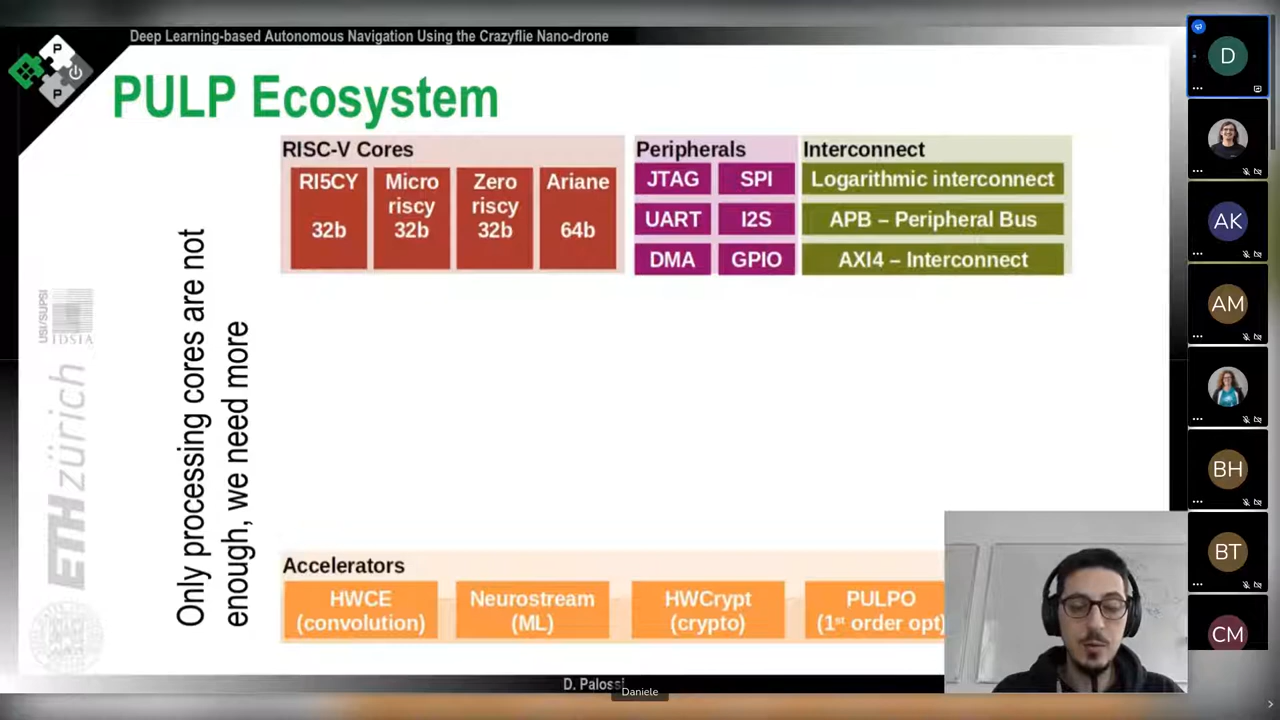 Deep Learning-based Autonomous Navigation Using the Crazyflie Nano-drone
P
P
PULP Ecosystem
RISC-V Cores
RI5CY
32b
Micro
riscy
32b
Zero
riscy
32b
Ariane
64b
Peripherals
JTAG
SPI
UART
I2S
DMA
GPIO
Interconnect
Logarithmic interconnect
APB – Peripheral Bus
AXI4 – Interconnect
Only processing cores are not
enough, we need more
USI/SUPSI
IDSIA
ETH zürich
Accelerators
HWCE
(convolution)
Neurostream
(ML)
HWCrypt
(crypto)
PULPO
(1st order opt)
D. Palossi
Daniele
D
AK
AM
BH
BT
CM